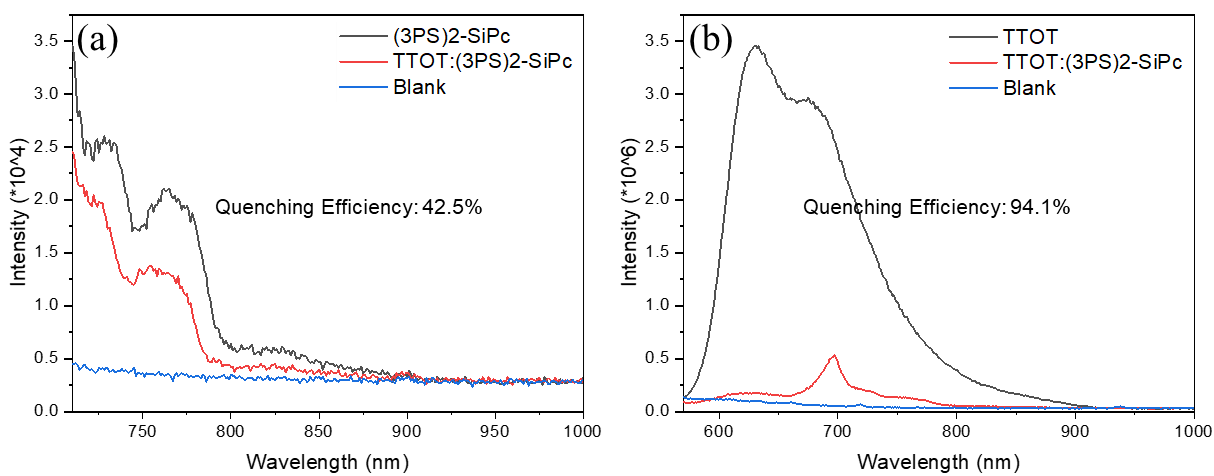 (a)
(3PS)2-SiPc
TTOT:(3PS)2-SiPc
Blank
Quenching Efficiency: 42.5%
Intensity (*10^4)
3.5
3.0
2.5
2.0
1.5
1.0
0.5
0.0
750
800
850
900
950
1000
Wavelength (nm)
(b)
TTOT
TTOT:(3PS)2-SiPc
Blank
Quenching Efficiency: 94.1%
Intensity (*10^6)
3.5
3.0
2.5
2.0
1.5
1.0
0.5
0.0
600
700
800
900
1000
Wavelength (nm)